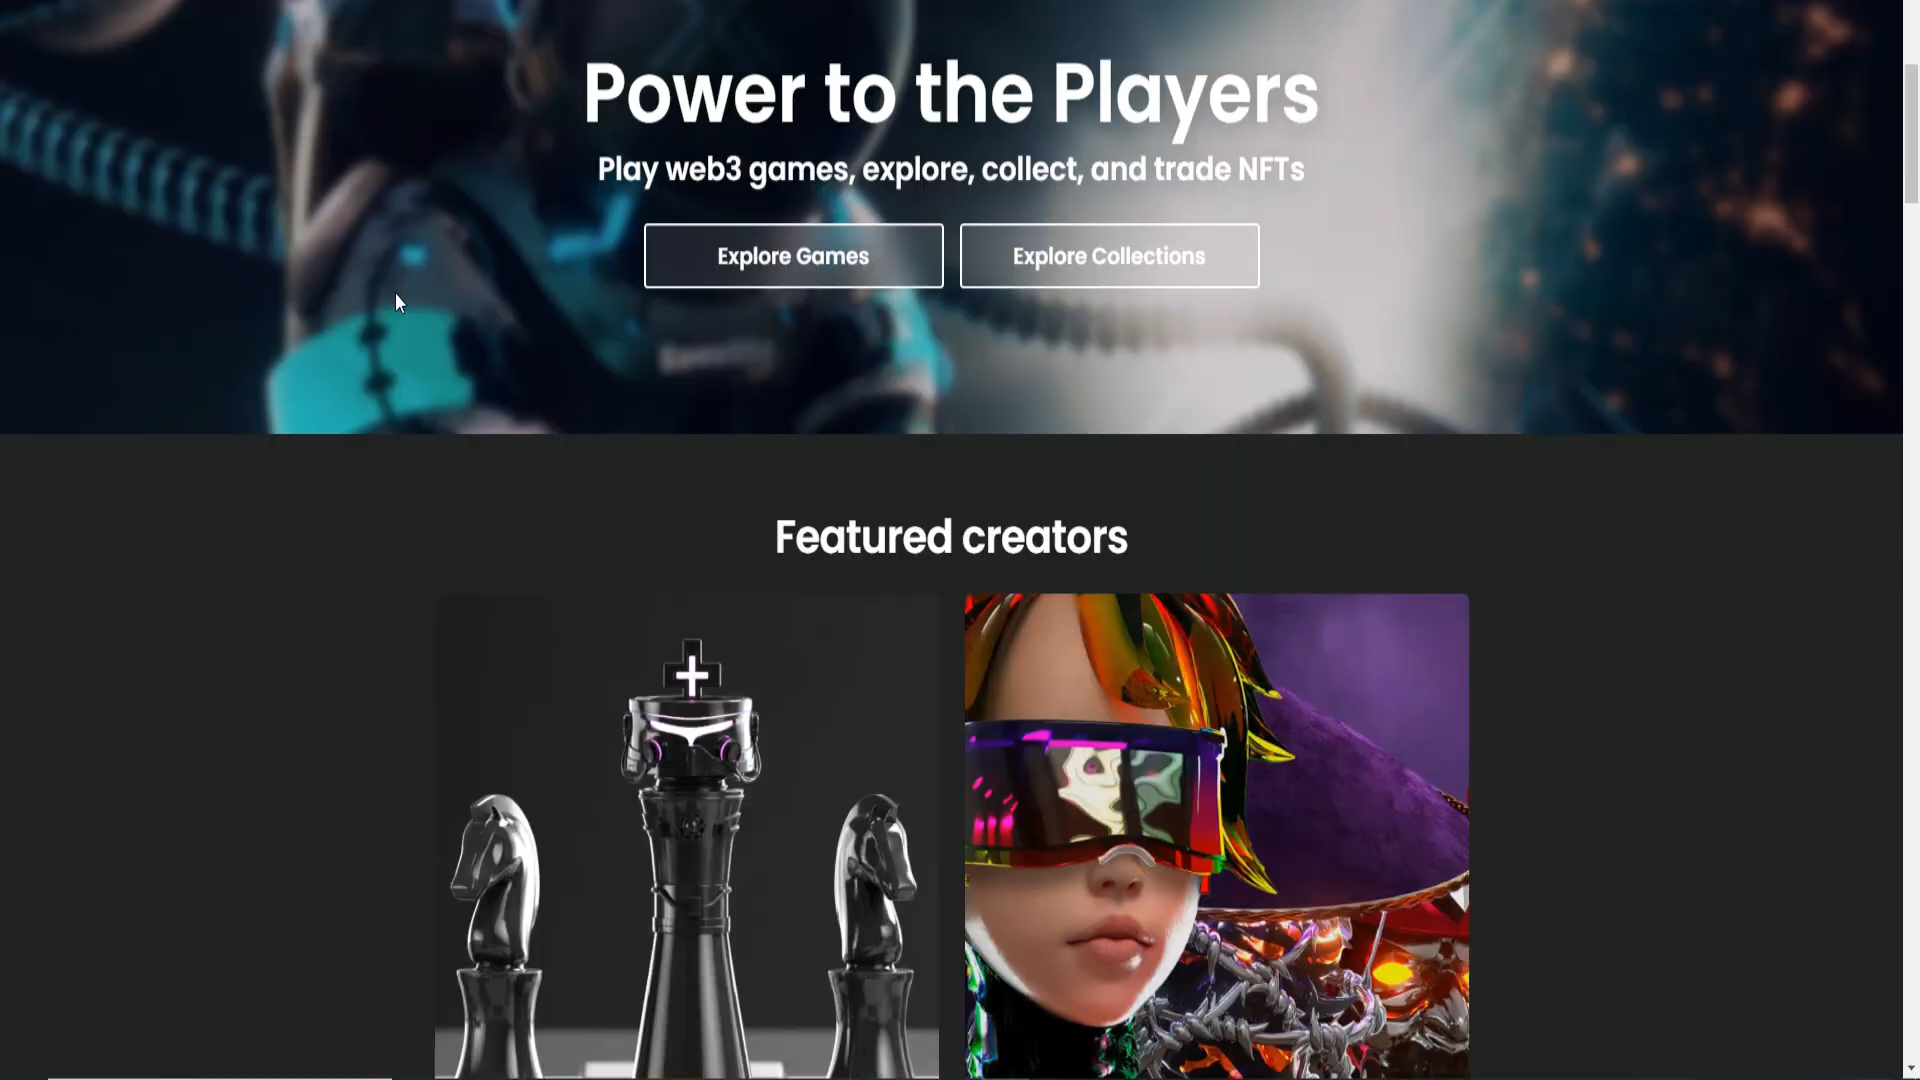 Power to the Players
Play web3 games, explore, collect, and trade NFTs
Explore Games
Explore Collections
Featured creators